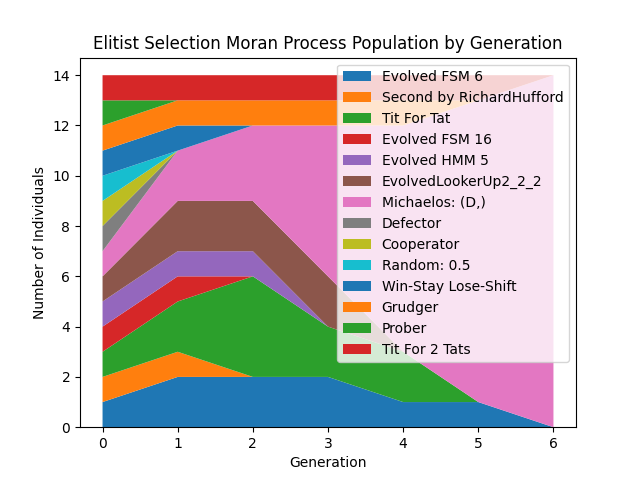 Elitist Selection Moran Process Population by Generation
14
12
10
8
6
4
2
0
Number of Individuals
Evolved FSM 6
Second by RichardHufford
Tit For Tat
Evolved FSM 16
Evolved HMM 5
EvolvedLookerUp2_2_2
Michaelos: (D,)
Defector
Cooperator
Random: 0.5
Win-Stay Lose-Shift
Grudger
Prober
Tit For 2 Tats
0 1 2 3 4 5 6
Generation